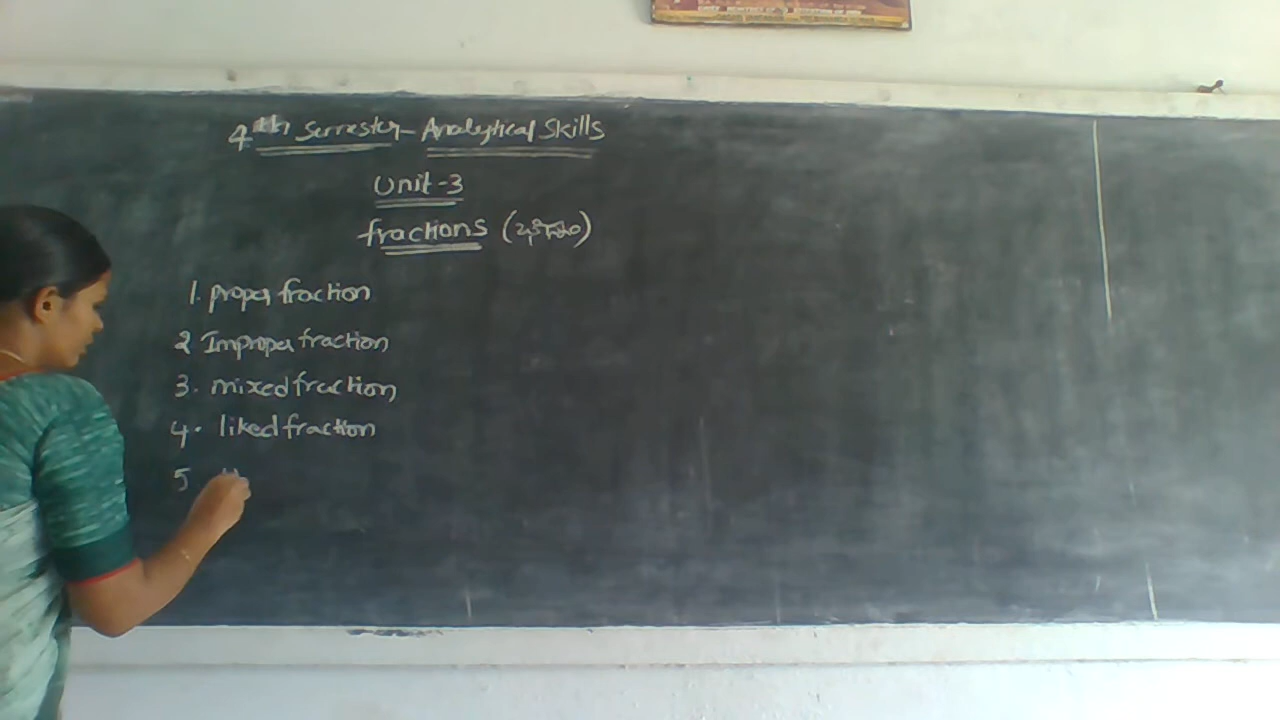 4th Semester - Analytical Skills
Unit-3
fractions
1. proper fraction
2 Improper fraction
3. mixed fraction
4. liked fraction
5